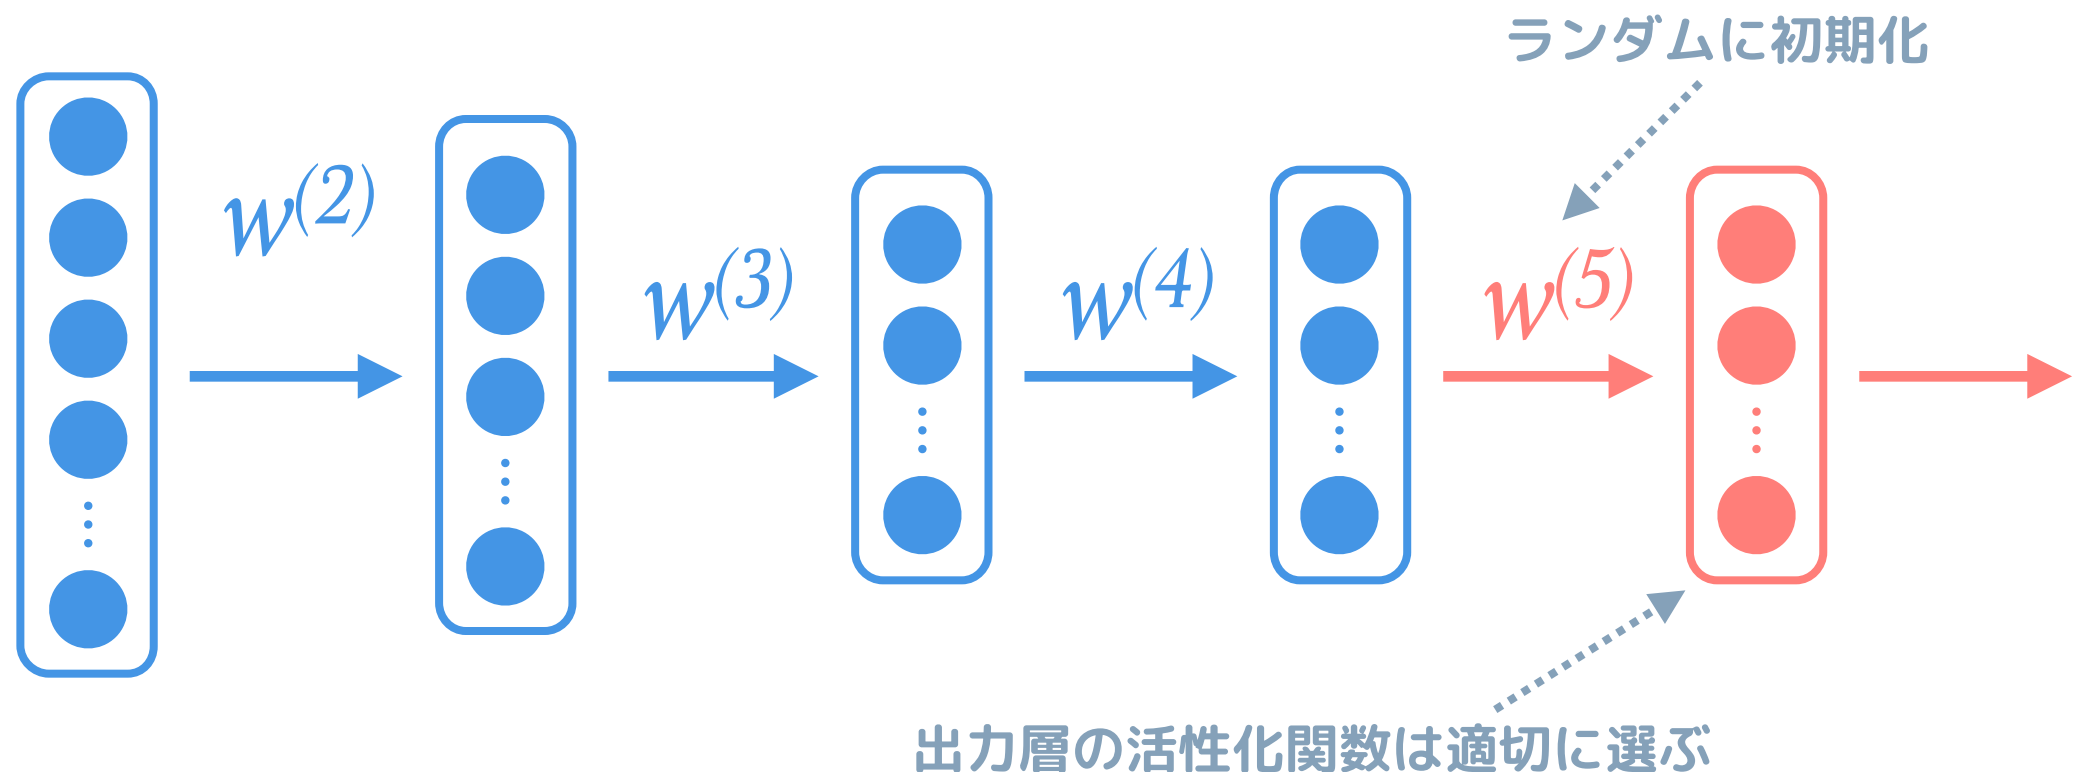 ランダムに初期化
w(2)
w(3)
w(4)
w(5)
出力層の活性化関数は適切に選ぶ